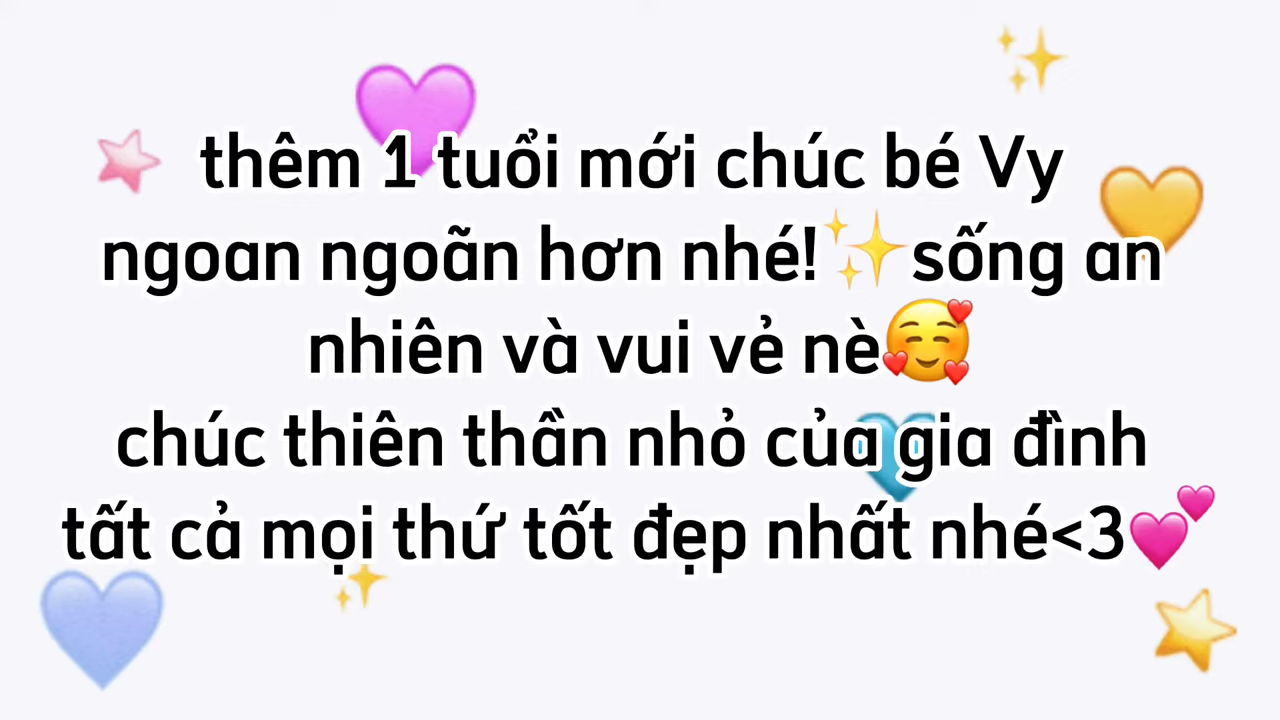 thêm 1 tuổi mới chúc bé Vy
ngoan ngoãn hơn nhé!✨sống an
nhiên và vui vẻ nè🥰
chúc thiên thần nhỏ của gia đình
tất cả mọi thứ tốt đẹp nhất nhé<3💕